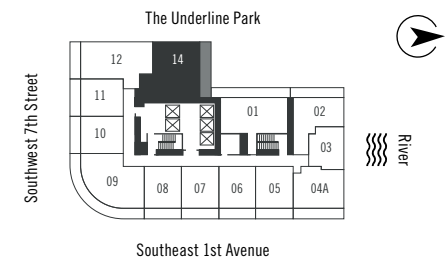 The Underline Park
12
14
11
10
01
02
03
09
08
07
06
05
04A
Southwest 7th Street
River
Southeast 1st Avenue